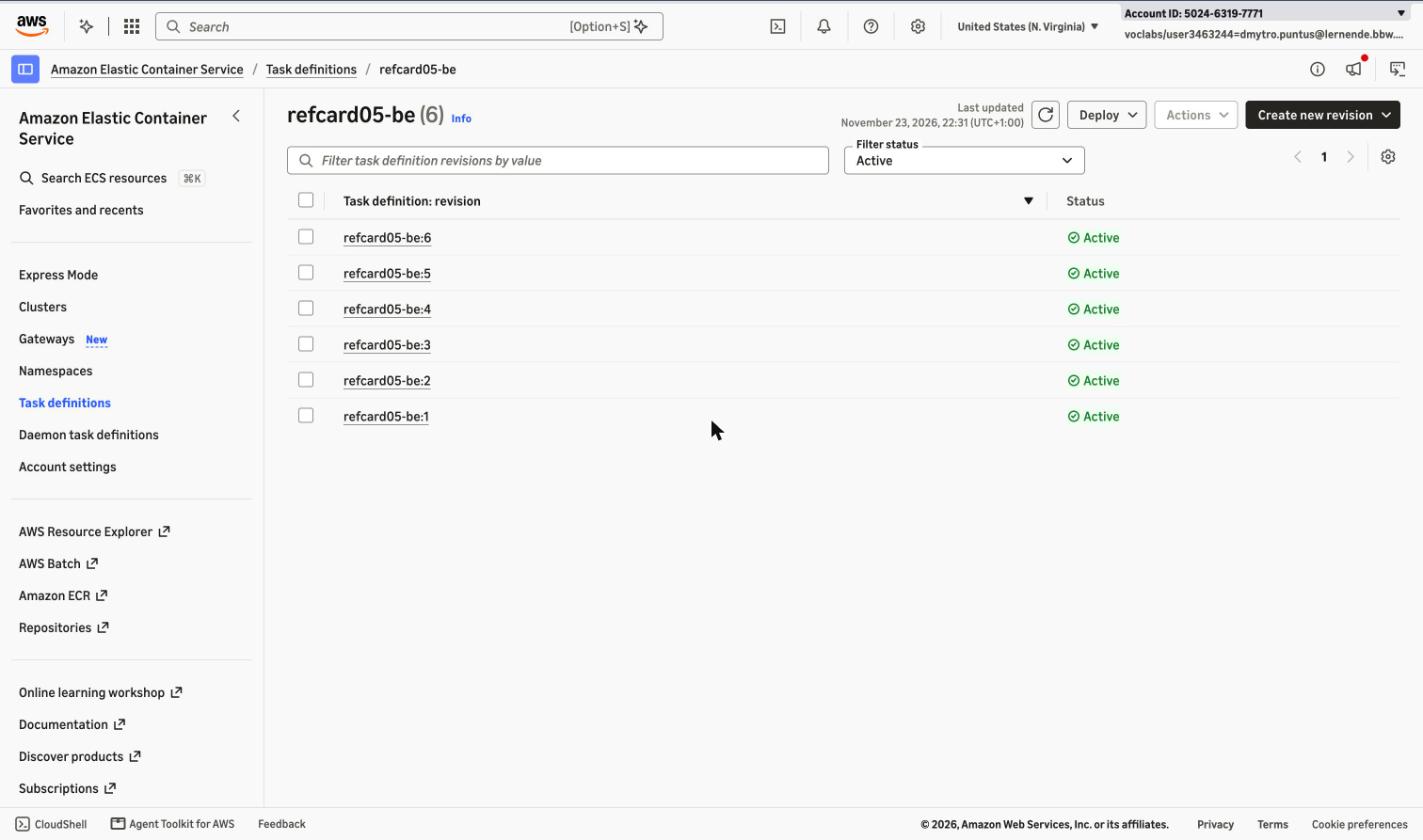 aws
Search
[Option+S]
United States (N. Virginia)
Account ID: 5024-6319-7771
voclabs/user3463244=dmytro.puntus@lernende.bbw....
Amazon Elastic Container Service / Task definitions / refcard05-be
Amazon Elastic Container
Service
Search ECS resources ⌘K
Favorites and recents
Express Mode
Clusters
Gateways New
Namespaces
Task definitions
Daemon task definitions
Account settings
AWS Resource Explorer
AWS Batch
Amazon ECR
Repositories
Online learning workshop
Documentation
Discover products
Subscriptions
refcard05-be (6) Info
Last updated
November 23, 2026, 22:31 (UTC+1:00)
Deploy
Actions
Create new revision
Filter task definition revisions by value
Filter status
Active
1
Task definition: revision Status
refcard05-be:6 Active
refcard05-be:5 Active
refcard05-be:4 Active
refcard05-be:3 Active
refcard05-be:2 Active
refcard05-be:1 Active
CloudShell Agent Toolkit for AWS Feedback
© 2026, Amazon Web Services, Inc. or its affiliates. Privacy Terms Cookie preferences